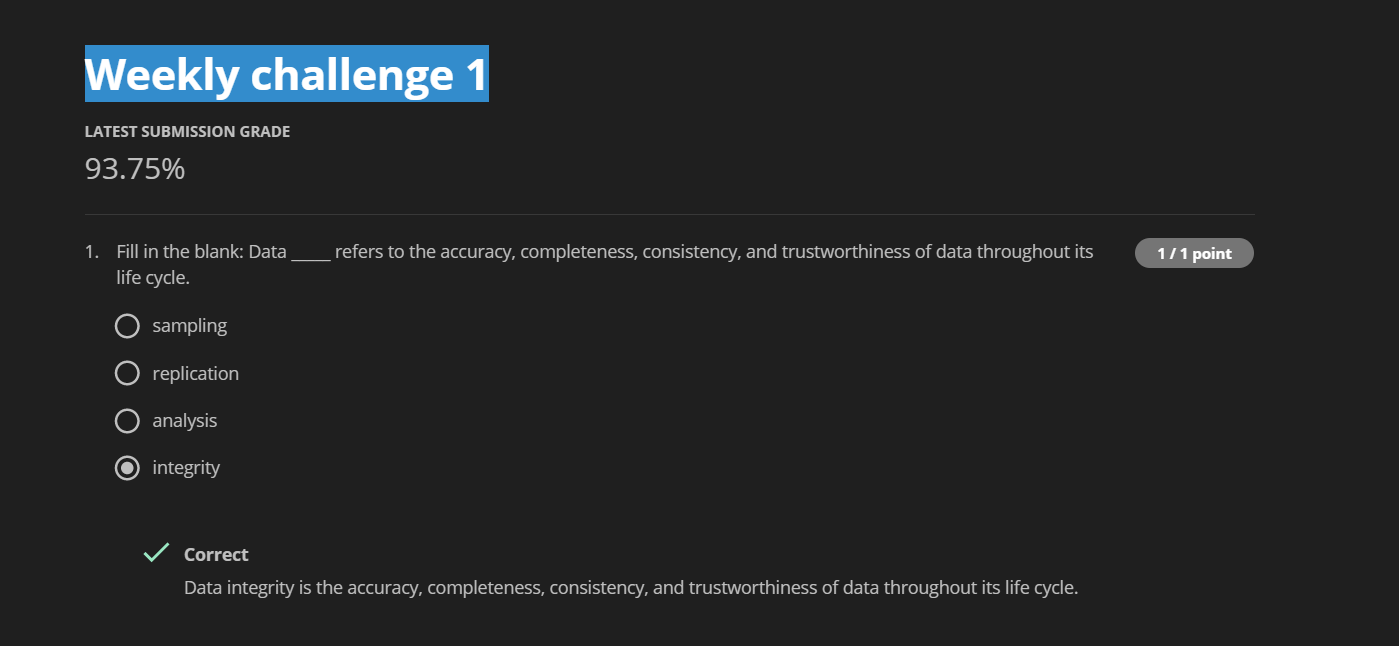 Weekly challenge 1
LATEST SUBMISSION GRADE
93.75%
1. Fill in the blank: Data _____ refers to the accuracy, completeness, consistency, and trustworthiness of data throughout its
life cycle.
1 / 1 point
sampling
replication
analysis
integrity
Correct
Data integrity is the accuracy, completeness, consistency, and trustworthiness of data throughout its life cycle.